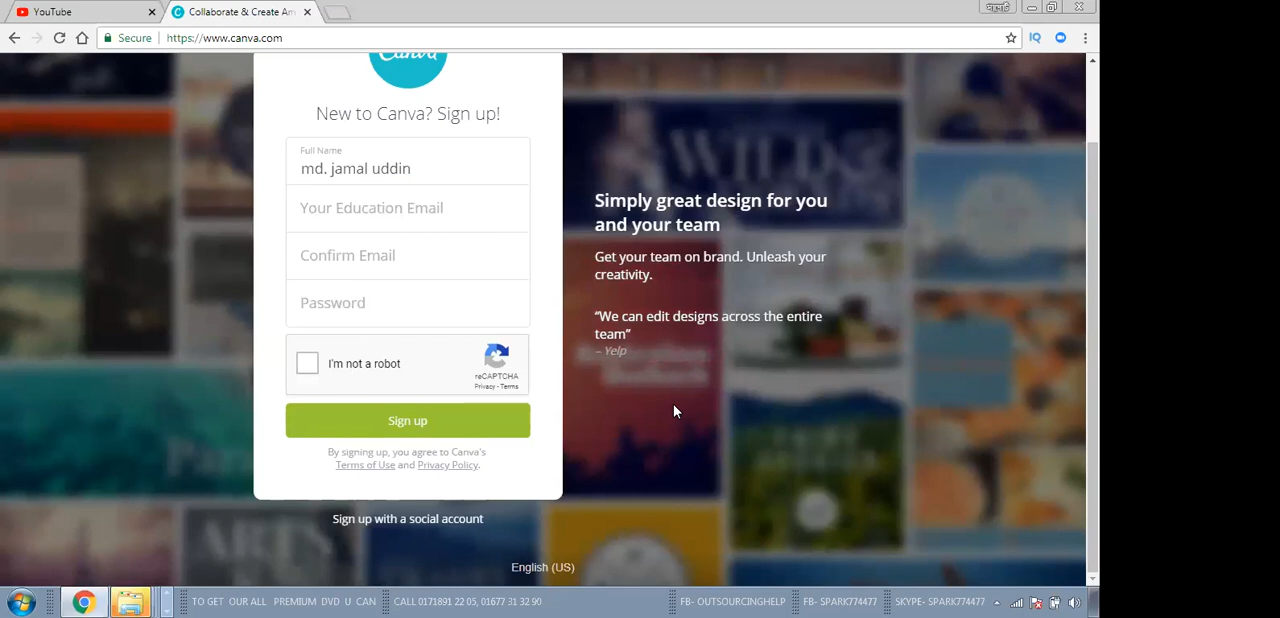 YouTube
Collaborate & Create Am
Secure
https://www.canva.com
IQ
Canva
New to Canva? Sign up!
Full Name
md. jamal uddin
Your Education Email
Confirm Email
Password
I'm not a robot
reCAPTCHA
Privacy - Terms
Sign up
By signing up, you agree to Canva's
Terms of Use and Privacy Policy.
Sign up with a social account
English (US)
Simply great design for you
and your team
Get your team on brand. Unleash your
creativity.
“We can edit designs across the entire
team”
– Yelp
WILD
ARTS
TO GET OUR ALL PREMIUM DVD U CAN
CALL 0171891 22 05, 01677 31 32 90
FB- OUTSOURCINGHELP
FB- SPARK774477
SKYPE- SPARK774477